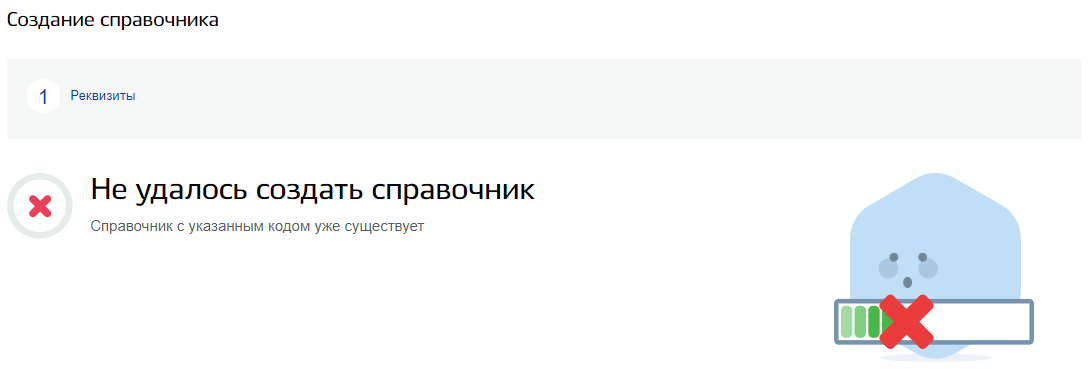 Создание справочника
1 Реквизиты
Не удалось создать справочник
Справочник с указанным кодом уже существует